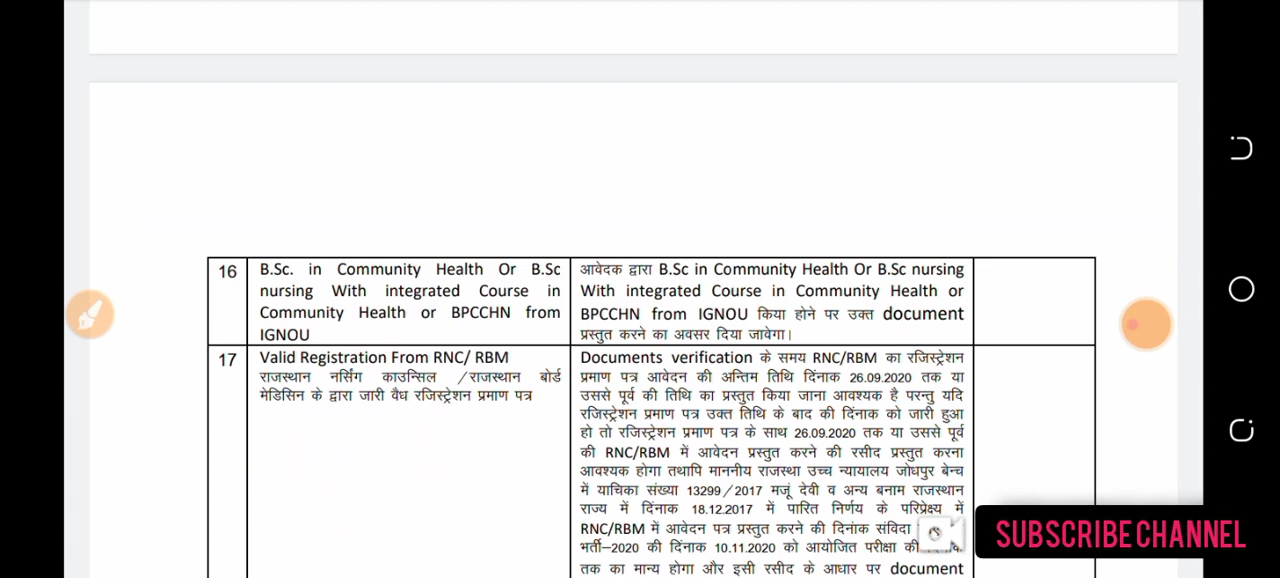 16
B.Sc. in Community Health Or B.Sc
nursing With integrated Course in
Community Health or BPCCHN from
IGNOU
आवेदक द्वारा B.Sc in Community Health Or B.Sc nursing
With integrated Course in Community Health or
BPCCHN from IGNOU किया होने पर उक्त document
प्रस्तुत करने का अवसर दिया जावेगा।
17
Valid Registration From RNC/ RBM
राजस्थान नर्सिंग काउन्सिल /राजस्थान बोर्ड
मेडिसिन के द्वारा जारी वैध रजिस्ट्रेशन प्रमाण पत्र
Documents verification के समय RNC/RBM का रजिस्ट्रेशन
प्रमाण पत्र आवेदन की अन्तिम तिथि दिंनाक 26.09.2020 तक या
उससे पूर्व की तिथि का प्रस्तुत किया जाना आवश्यक है परन्तु यदि
रजिस्ट्रेशन प्रमाण पत्र उक्त तिथि के बाद की दिंनाक को जारी हुआ
हो तो रजिस्ट्रेशन प्रमाण पत्र के साथ 26.09.2020 तक या उससे पूर्व
की RNC/RBM में आवेदन प्रस्तुत करने की रसीद प्रस्तुत करना
आवश्यक होगा तथापि माननीय राजस्था उच्च न्यायालय जोधपुर बेन्च
में याचिका संख्या 13299/2017 मजूं देवी व अन्य बनाम राजस्थान
राज्य में दिंनाक 18.12.2017 में पारित निर्णय के परिप्रेक्ष्य में
RNC/RBM में आवेदन पत्र प्रस्तुत करने की दिनांक संविदा
भर्ती–2020 की दिंनाक 10.11.2020 को आयोजित परीक्षा की
तक का मान्य होगा और इसी रसीद के आधार पर document
SUBSCRIBE CHANNEL